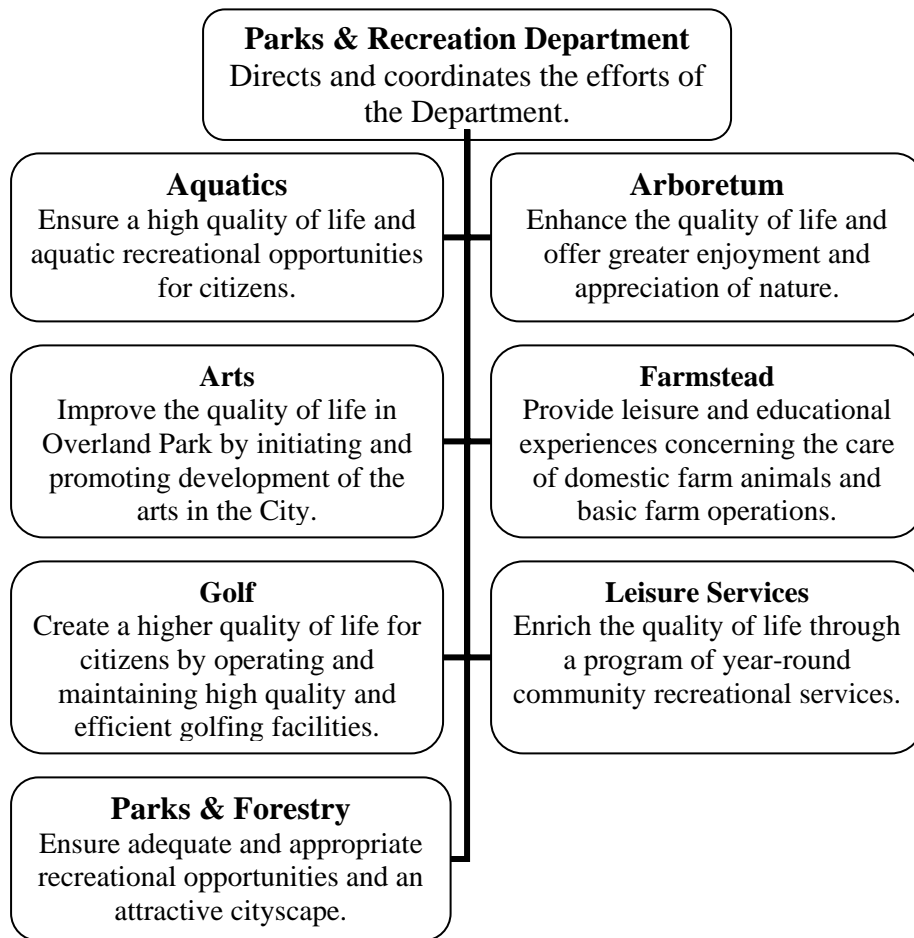 Parks & Recreation Department
Directs and coordinates the efforts of
the Department.
Aquatics
Ensure a high quality of life and
aquatic recreational opportunities
for citizens.
Arboretum
Enhance the quality of life and
offer greater enjoyment and
appreciation of nature.
Arts
Improve the quality of life in
Overland Park by initiating and
promoting development of the
arts in the City.
Farmstead
Provide leisure and educational
experiences concerning the care
of domestic farm animals and
basic farm operations.
Golf
Create a higher quality of life for
citizens by operating and
maintaining high quality and
efficient golfing facilities.
Leisure Services
Enrich the quality of life through
a program of year-round
community recreational services.
Parks & Forestry
Ensure adequate and appropriate
recreational opportunities and an
attractive cityscape.